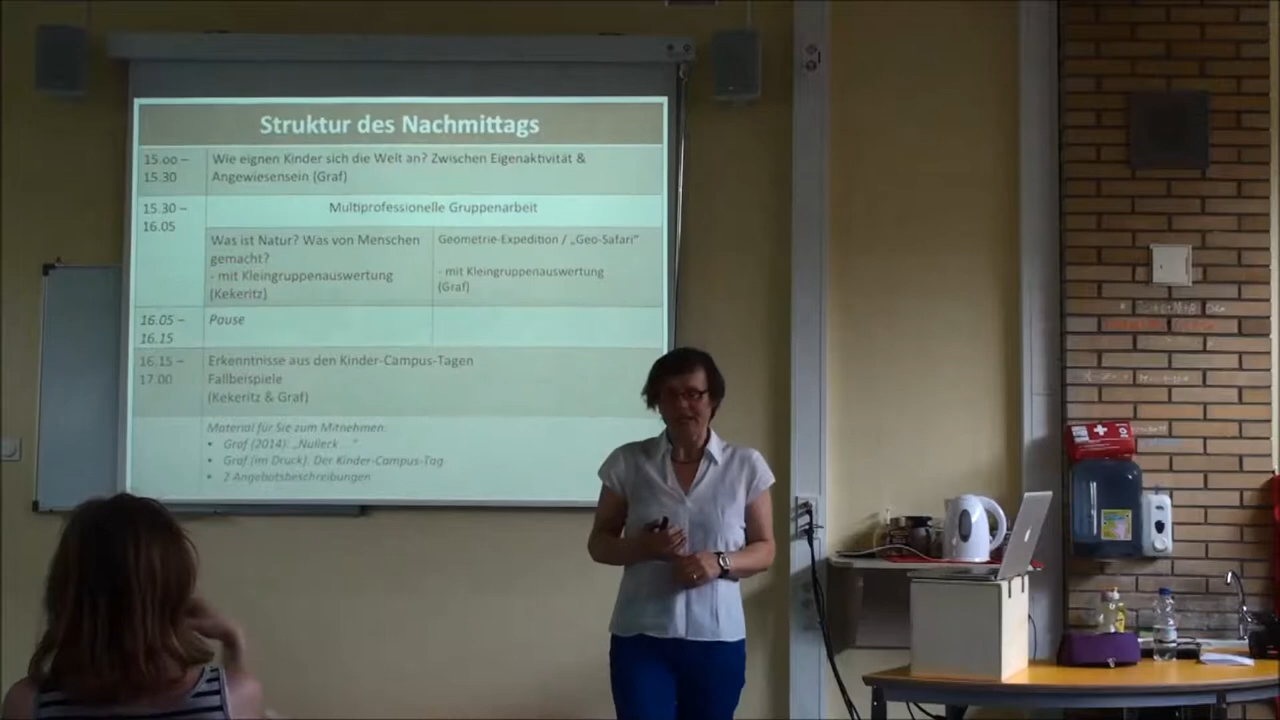 Struktur des Nachmittags
15.00 –
15.30
Wie eignen Kinder sich die Welt an? Zwischen Eigenaktivität &
Angewiesensein (Graf)
15.30 –
16.05
Multiprofessionelle Gruppenarbeit
Was ist Natur? Was von Menschen
gemacht?
- mit Kleingruppenauswertung
(Kekeritz)
Geometrie-Expedition / „Geo-Safari“
- mit Kleingruppenauswertung
(Graf)
16.05 –
16.15
Pause
16.15 –
17.00
Erkenntnisse aus den Kinder-Campus-Tagen
Fallbeispiele
(Kekeritz & Graf)
Material für Sie zum Mitnehmen:
• Graf (2014): „Nulleck...“
• Graf (im Druck): Der Kinder-Campus-Tag
• 2 Angebotsbeschreibungen